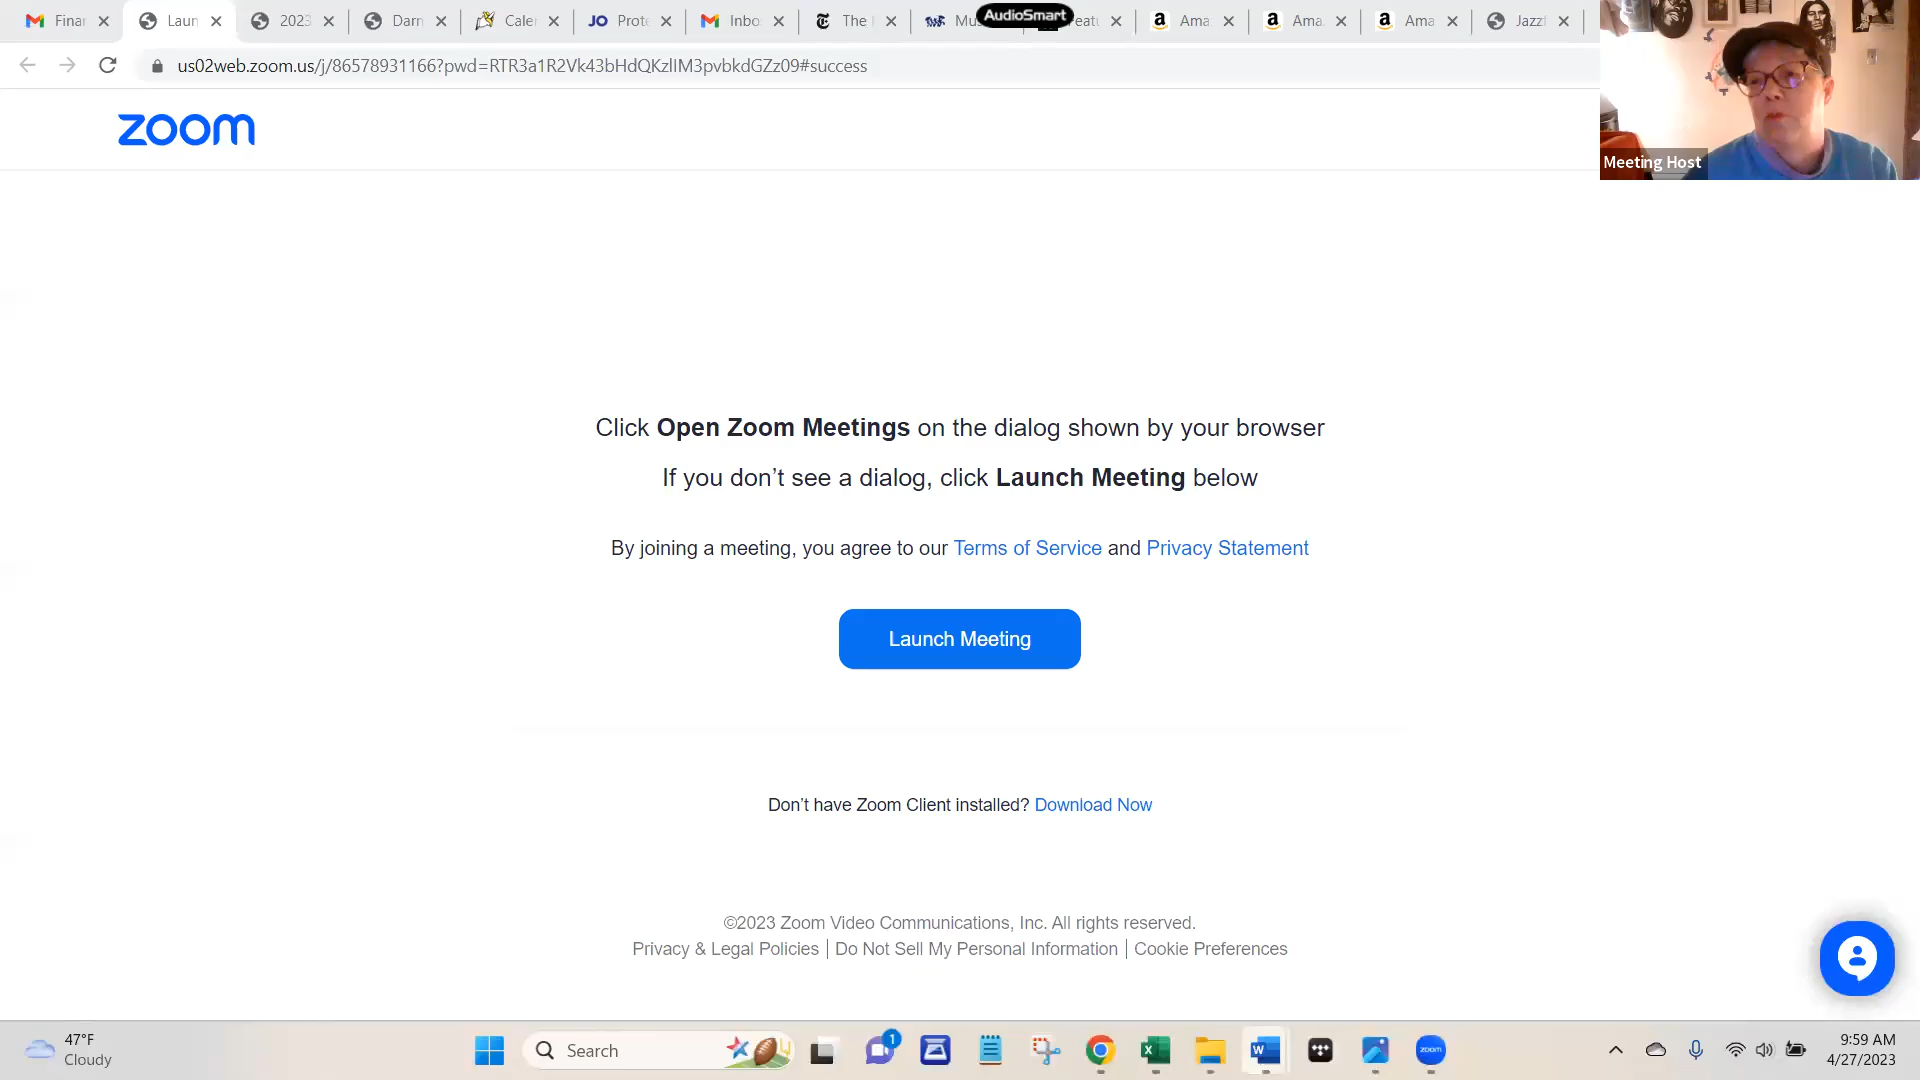 Finar
Laun
2023
Darn
Caler
JO Prote
Inbo
The
Mu
AudioSmart
Featu
Ama
Ama
Ama
Jazz
us02web.zoom.us/j/86578931166?pwd=RTR3a1R2Vk43bHdQKzlIM3pvbkdGZz09#success
zoom
Meeting Host
Click Open Zoom Meetings on the dialog shown by your browser
If you don’t see a dialog, click Launch Meeting below
By joining a meeting, you agree to our Terms of Service and Privacy Statement
Launch Meeting
Don’t have Zoom Client installed? Download Now
©2023 Zoom Video Communications, Inc. All rights reserved.
Privacy & Legal Policies | Do Not Sell My Personal Information | Cookie Preferences
47°F
Cloudy
Search
1
zoom
9:59 AM
4/27/2023